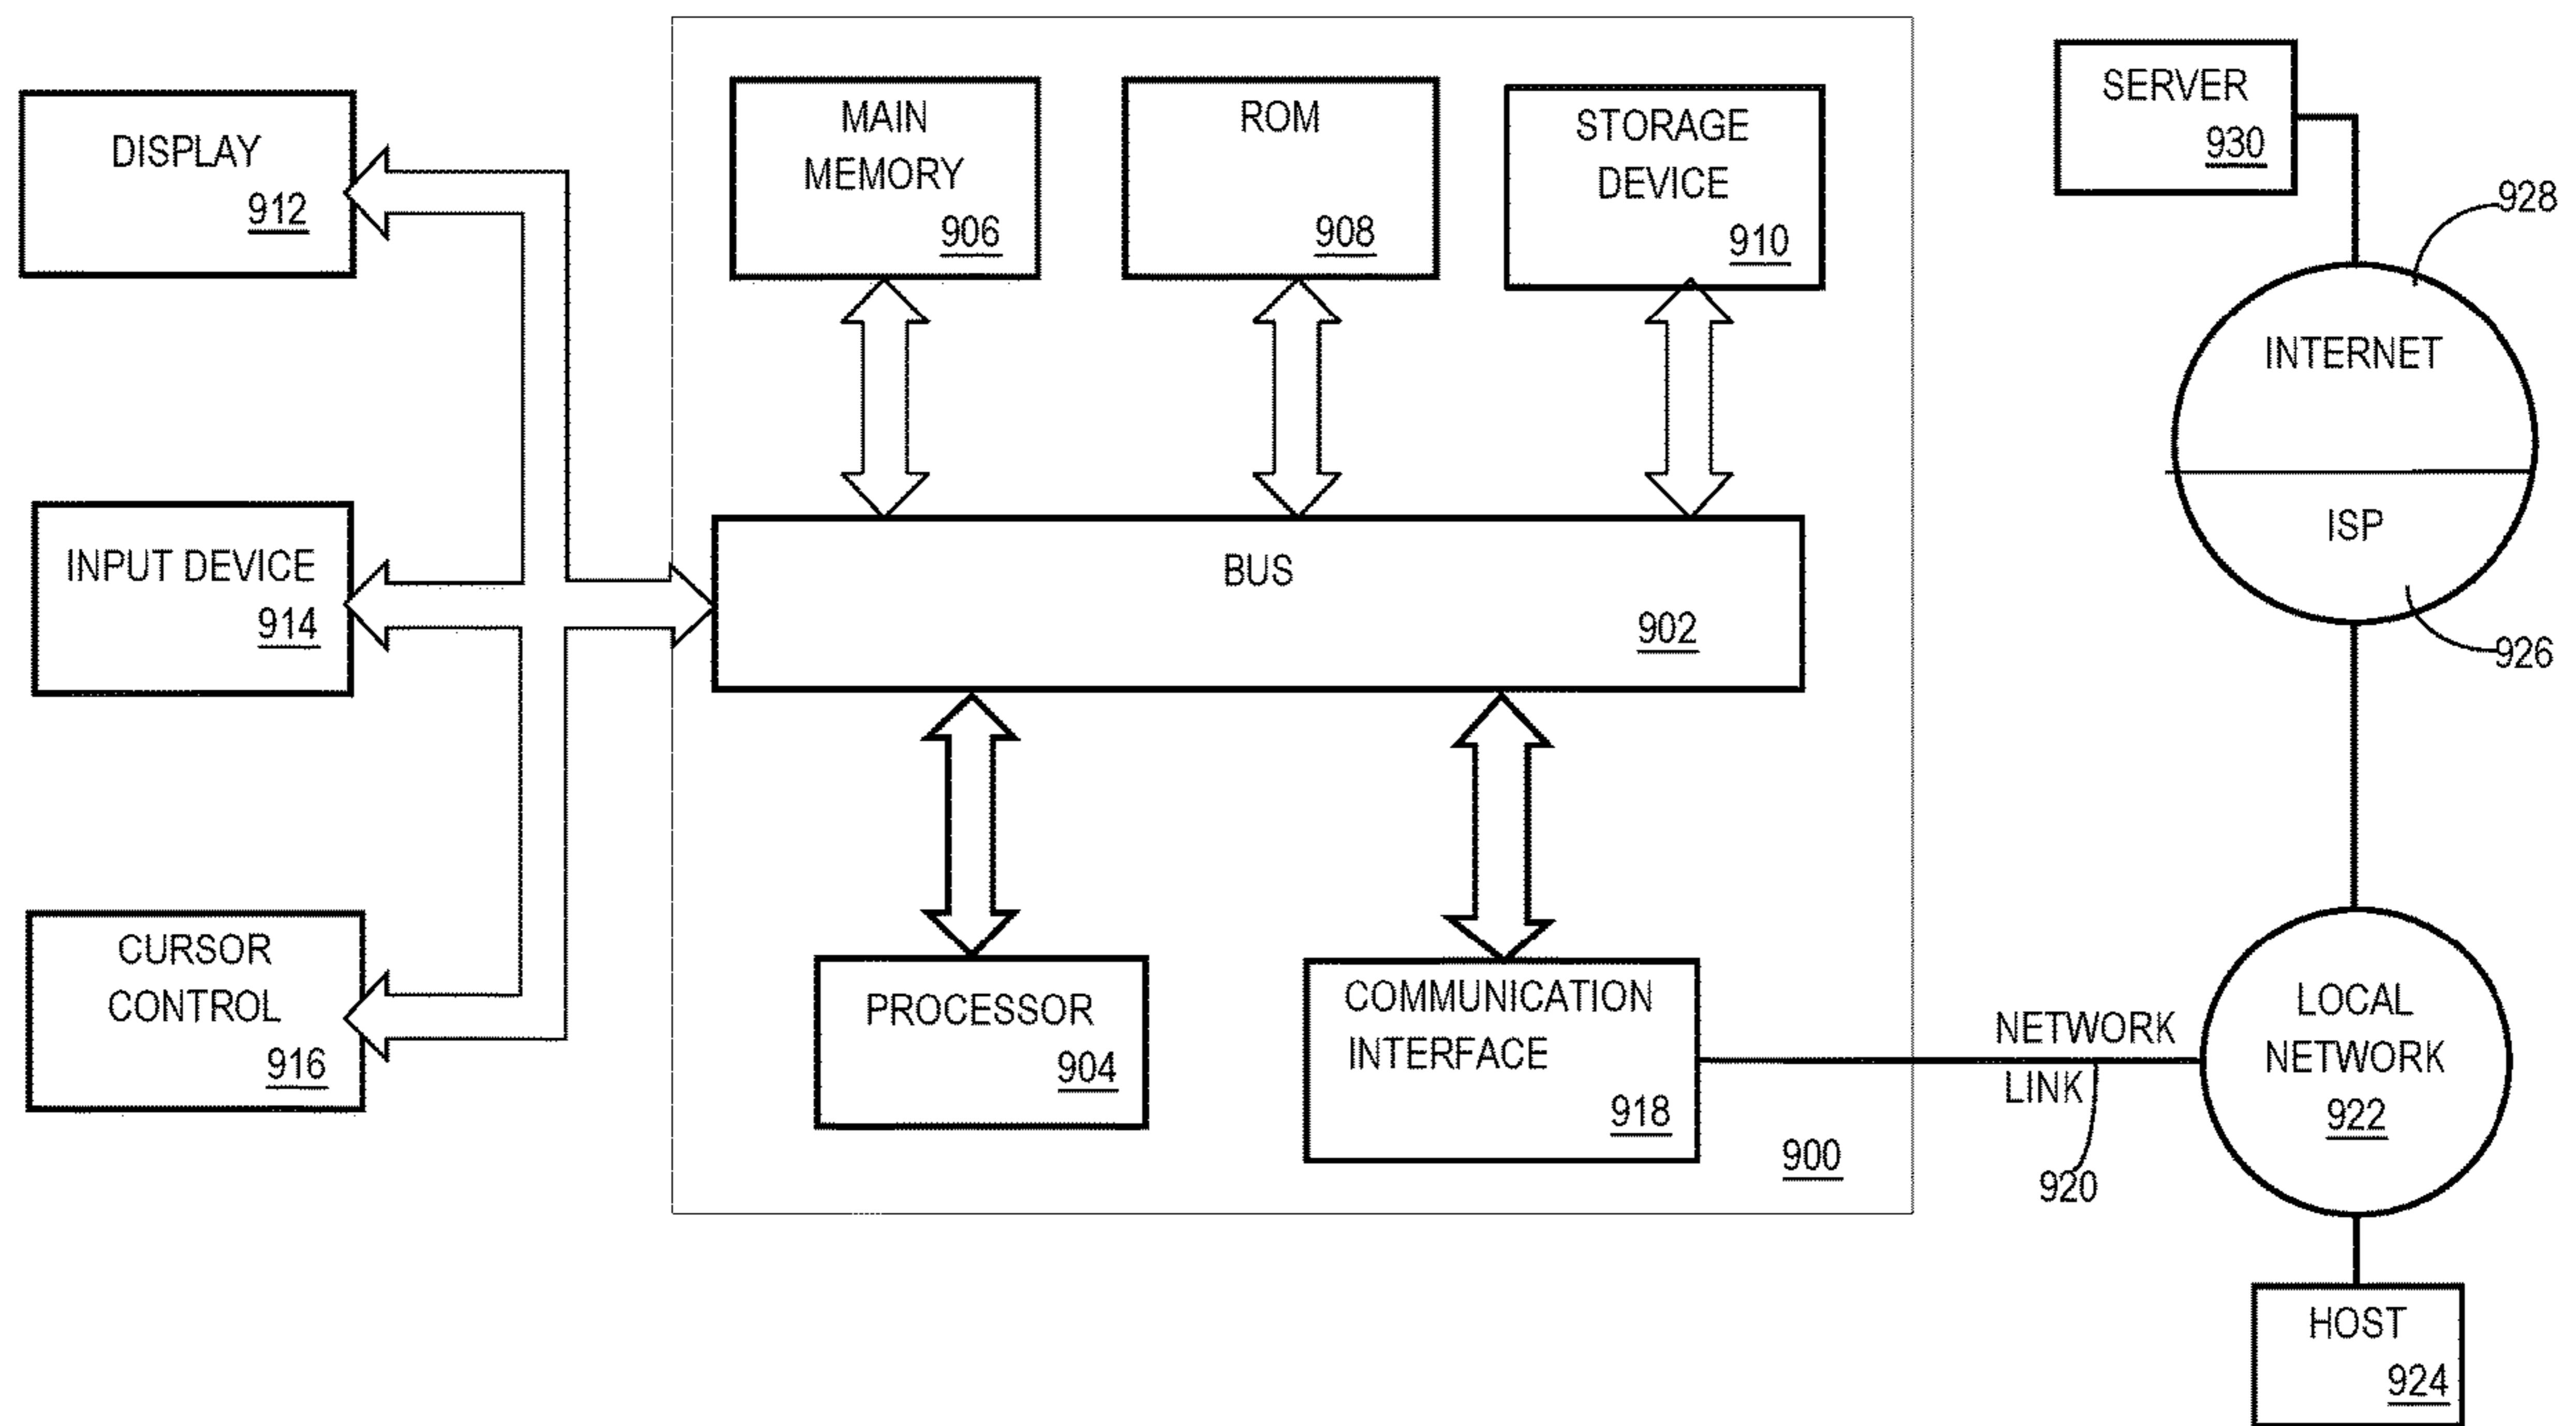 DISPLAY
912
INPUT DEVICE
914
CURSOR
CONTROL
916
MAIN
MEMORY
906
ROM
908
STORAGE
DEVICE
910
BUS
902
PROCESSOR
904
COMMUNICATION
INTERFACE
918
900
SERVER
930
928
INTERNET
ISP
926
NETWORK
LINK
920
LOCAL
NETWORK
922
HOST
924